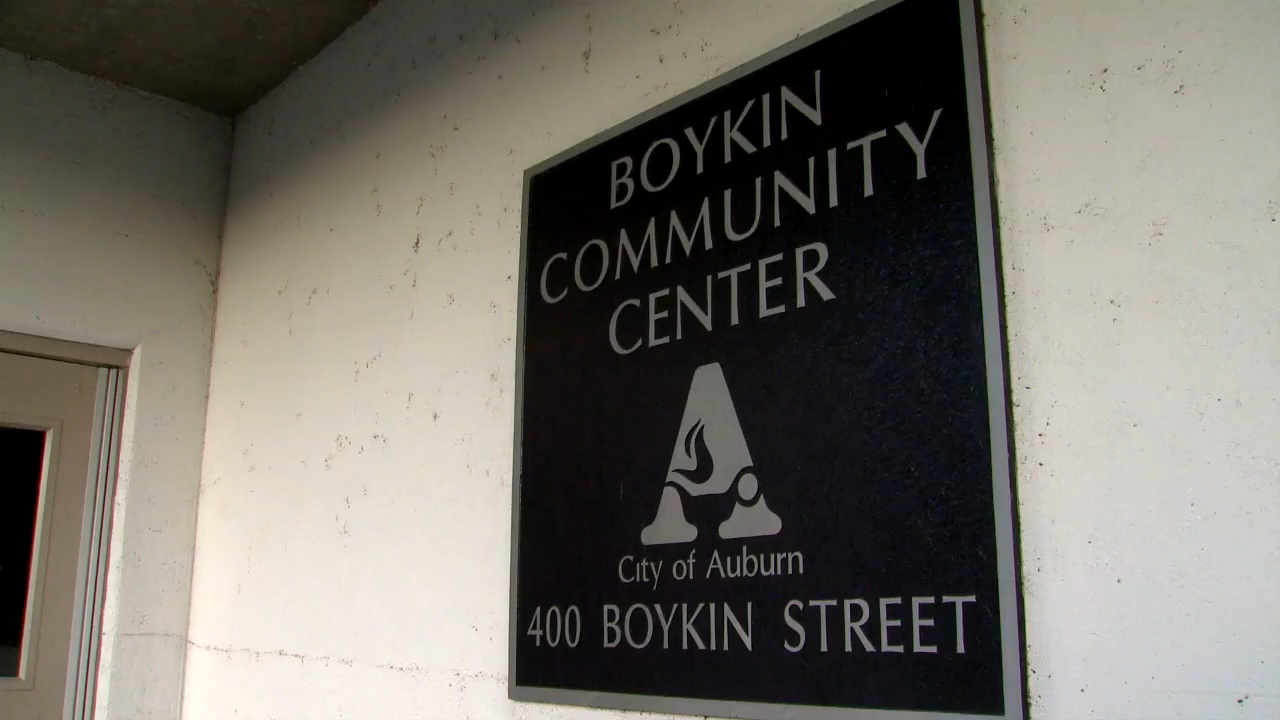 BOYKIN
COMMUNITY
CENTER
City of Auburn
400 BOYKIN STREET